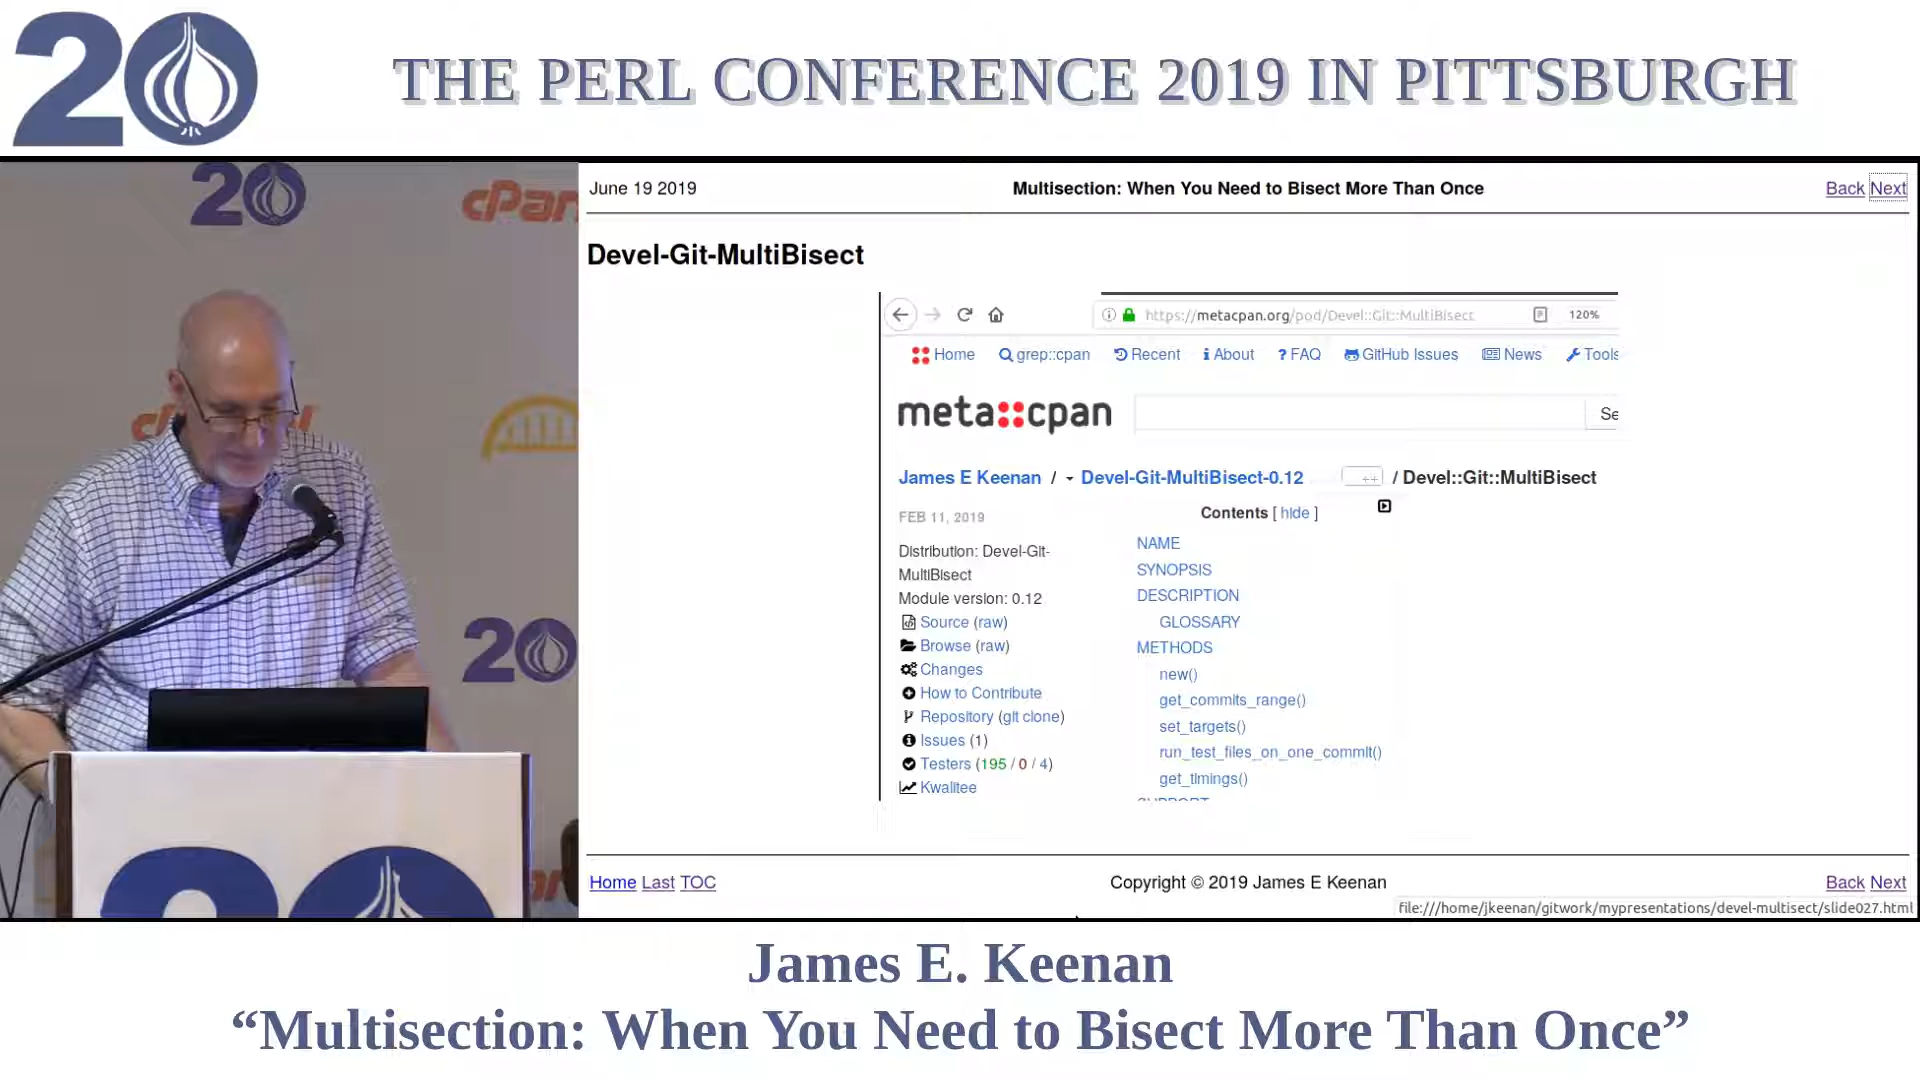 20
THE PERL CONFERENCE 2019 IN PITTSBURGH
20
cPan
20
June 19 2019
Multisection: When You Need to Bisect More Than Once
Back Next
Devel-Git-MultiBisect
https://metacpan.org/pod/Devel::Git::MultiBisect
120%
Home
grep::cpan
Recent
About
? FAQ
GitHub Issues
News
Tools
meta::cpan
Se
James E Keenan / Devel-Git-MultiBisect-0.12
++
/ Devel::Git::MultiBisect
FEB 11, 2019
Distribution: Devel-Git-
MultiBisect
Module version: 0.12
Source (raw)
Browse (raw)
Changes
How to Contribute
Repository (git clone)
Issues (1)
Testers (195 / 0 / 4)
Kwalitee
Contents [ hide ]
NAME
SYNOPSIS
DESCRIPTION
GLOSSARY
METHODS
new()
get_commits_range()
set_targets()
run_test_files_on_one_commit()
get_timings()
SUPPORT
Home Last TOC
Copyright © 2019 James E Keenan
Back Next
file:///home/jkeenan/gitwork/mypresentations/devel-multisect/slide027.html
20
James E. Keenan
“Multisection: When You Need to Bisect More Than Once”